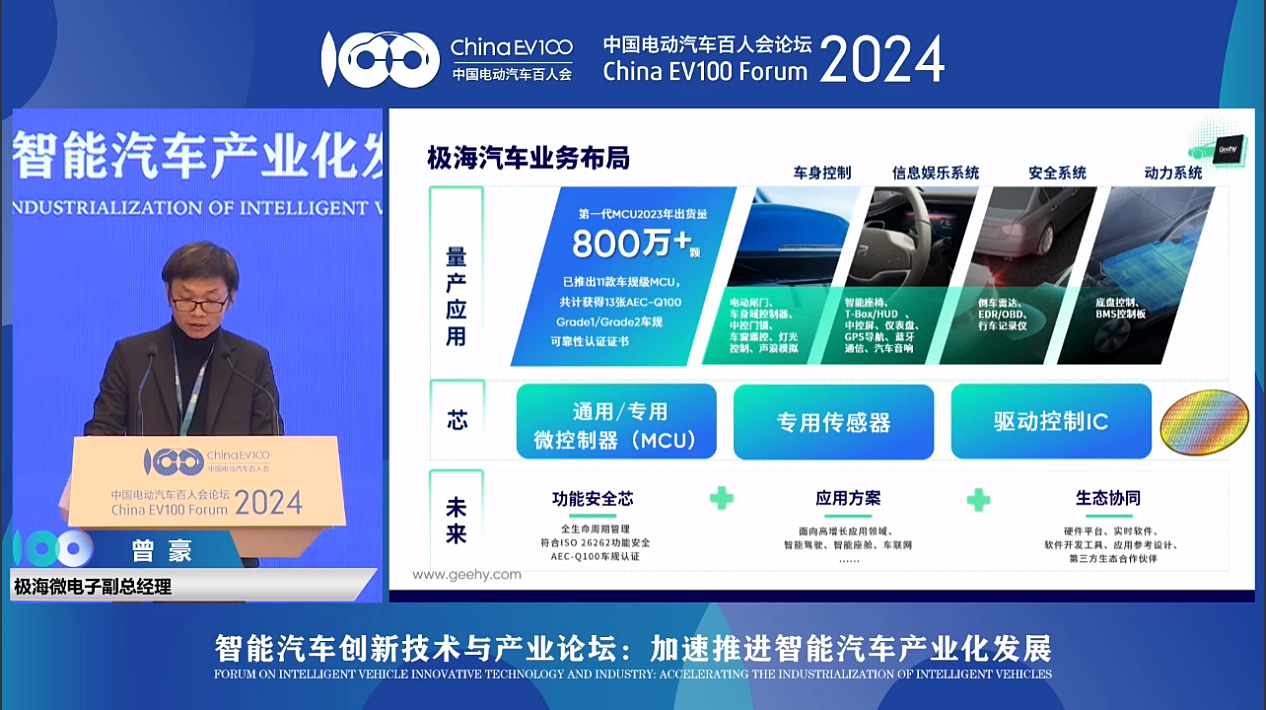 China EV100
中国电动汽车百人会
中国电动汽车百人会论坛
China EV100 Forum
2024
智能汽车产业化发
NDUSTRIALIZATION OF INTELLIGENT V
China EV100
中国电动汽车百人会
中国电动汽车百人会论坛
China EV100 Forum
2024
曾 豪
极海微电子副总经理
极海汽车业务布局
Geehy
车身控制
信息娱乐系统
安全系统
动力系统
量产应用
第一代MCU2023年出货量
800万+颗
已推出11款车规级MCU，
共计获得13张AEC-Q100
Grade1/Grade2车规
可靠性认证证书
电动尾门、
车身域控制器、
中控门锁、
车窗遥控、灯光
控制、声浪模拟
智能座椅、
T-Box/HUD 、
中控屏、仪表盘、
GPS导航、蓝牙
通信、汽车音响
倒车雷达、
EDR/OBD、
行车记录仪
底盘控制、
BMS控制板
芯
通用/专用
微控制器（MCU）
专用传感器
驱动控制IC
未来
功能安全芯
全生命周期管理
符合ISO 26262功能安全
AEC-Q100车规认证
应用方案
面向高增长应用领域、
智能驾驶、智能座舱、车联网
......
生态协同
硬件平台、实时软件、
软件开发工具、应用参考设计、
第三方生态合作伙伴
www.geehy.com
智能汽车创新技术与产业论坛：加速推进智能汽车产业化发展
FORUM ON INTELLIGENT VEHICLE INNOVATIVE TECHNOLOGY AND INDUSTRY: ACCELERATING THE INDUSTRIALIZATION OF INTELLIGENT VEHICLES